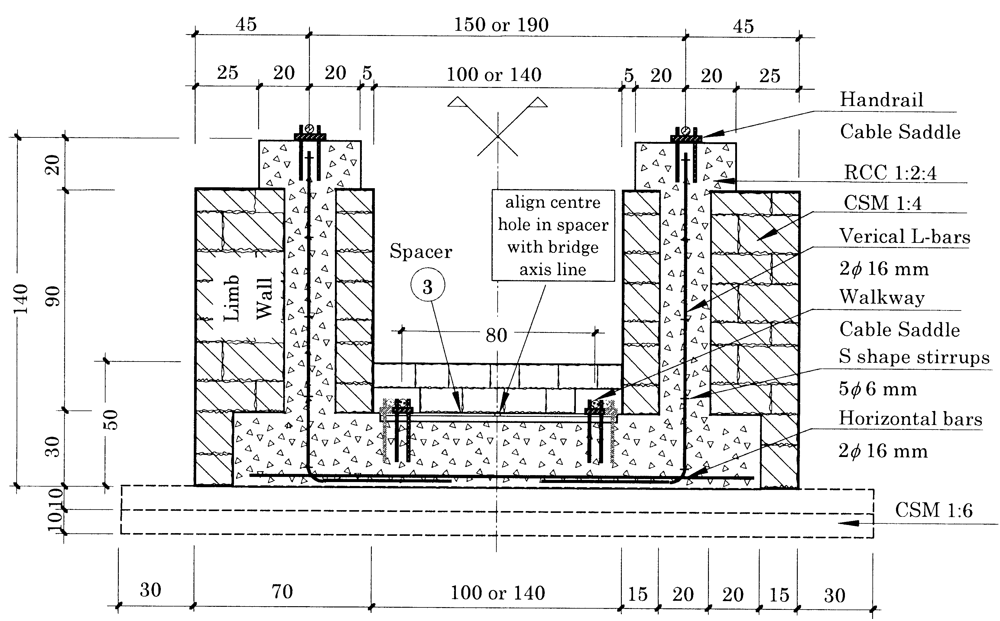 45 150 or 190 45
25 20 20 5 100 or 140 5 20 20 25
Handrail
Cable Saddle
RCC 1:2:4
CSM 1:4
Verical L-bars
2ϕ 16 mm
Walkway
Cable Saddle
S shape stirrups
5ϕ 6 mm
Horizontal bars
2ϕ 16 mm
CSM 1:6
align centre
hole in spacer
with bridge
axis line
Spacer
3
80
Limb
Wall
140
20
90
30
10
10
50
30 70 100 or 140 15 20 20 15 30